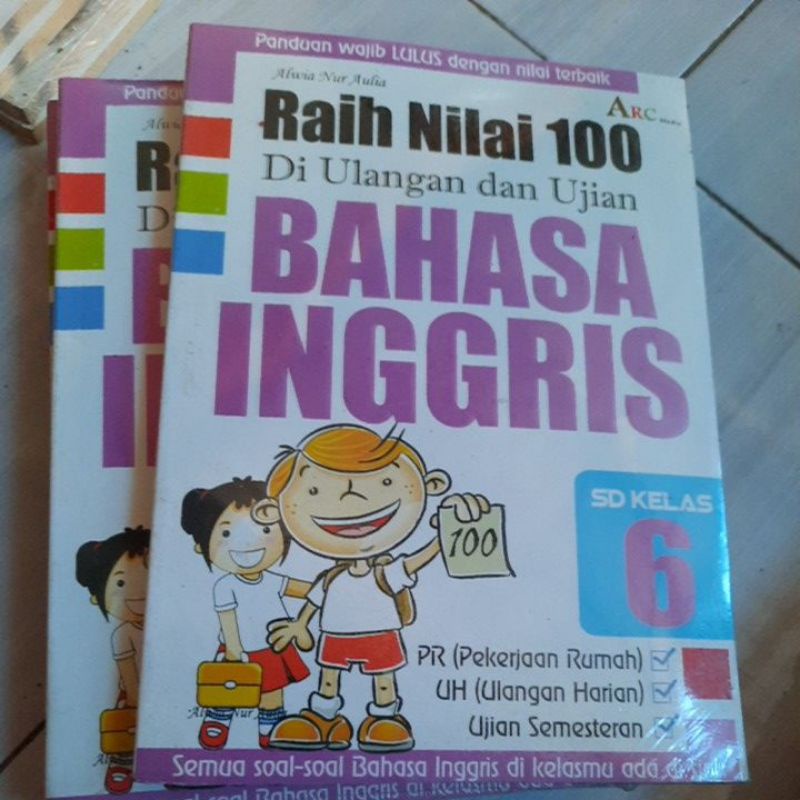 Panduan wajib LULUS dengan nilai terbaik
Alwia Nur Aulia
ARC Media
Raih Nilai 100
Di Ulangan dan Ujian
BAHASA
INGGRIS
SD KELAS
6
100
PR (Pekerjaan Rumah)
UH (Ulangan Harian)
Ujian Semesteran
Semua soal-soal Bahasa Inggris di kelasmu ada